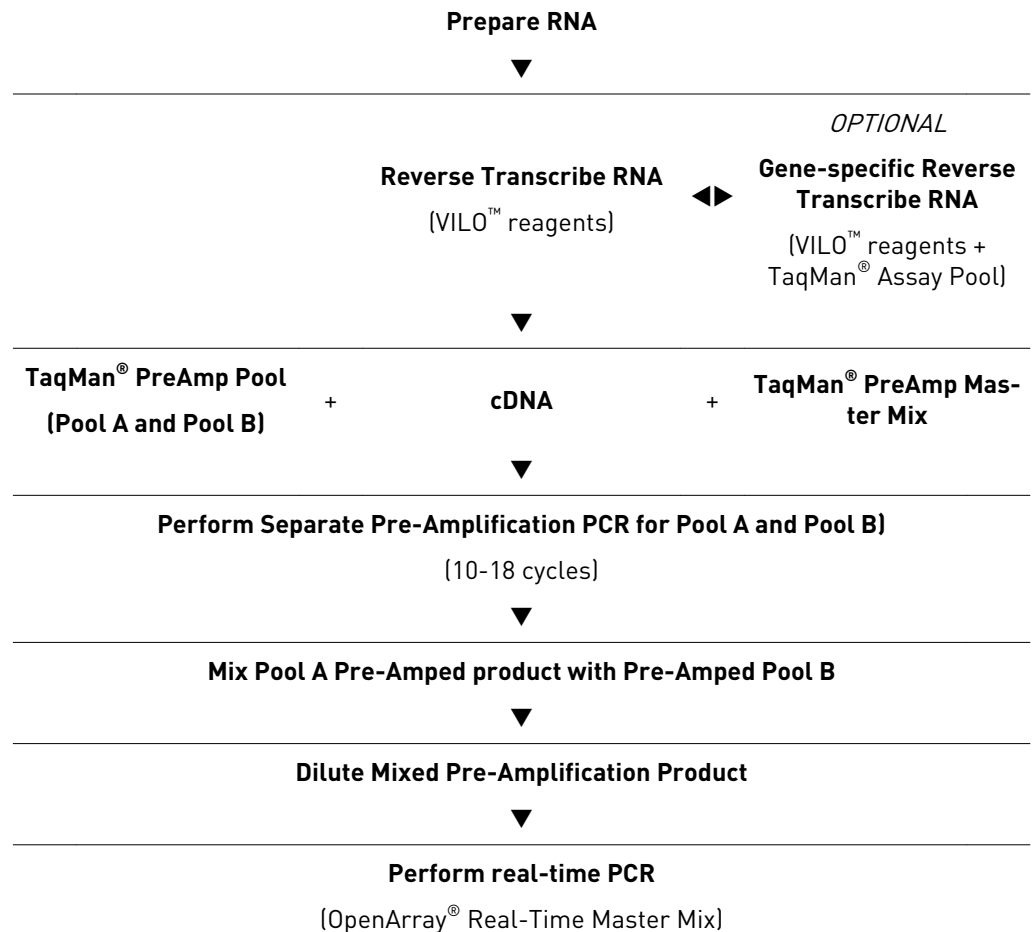 Prepare RNA
▼
OPTIONAL
Reverse Transcribe RNA
(VILO™ reagents)
◀▶
Gene-specific Reverse
Transcribe RNA
(VILO™ reagents +
TaqMan® Assay Pool)
▼
TaqMan® PreAmp Pool
(Pool A and Pool B)
+
cDNA
+
TaqMan® PreAmp Mas-
ter Mix
▼
Perform Separate Pre-Amplification PCR for Pool A and Pool B)
(10-18 cycles)
▼
Mix Pool A Pre-Amped product with Pre-Amped Pool B
▼
Dilute Mixed Pre-Amplification Product
▼
Perform real-time PCR
(OpenArray® Real-Time Master Mix)